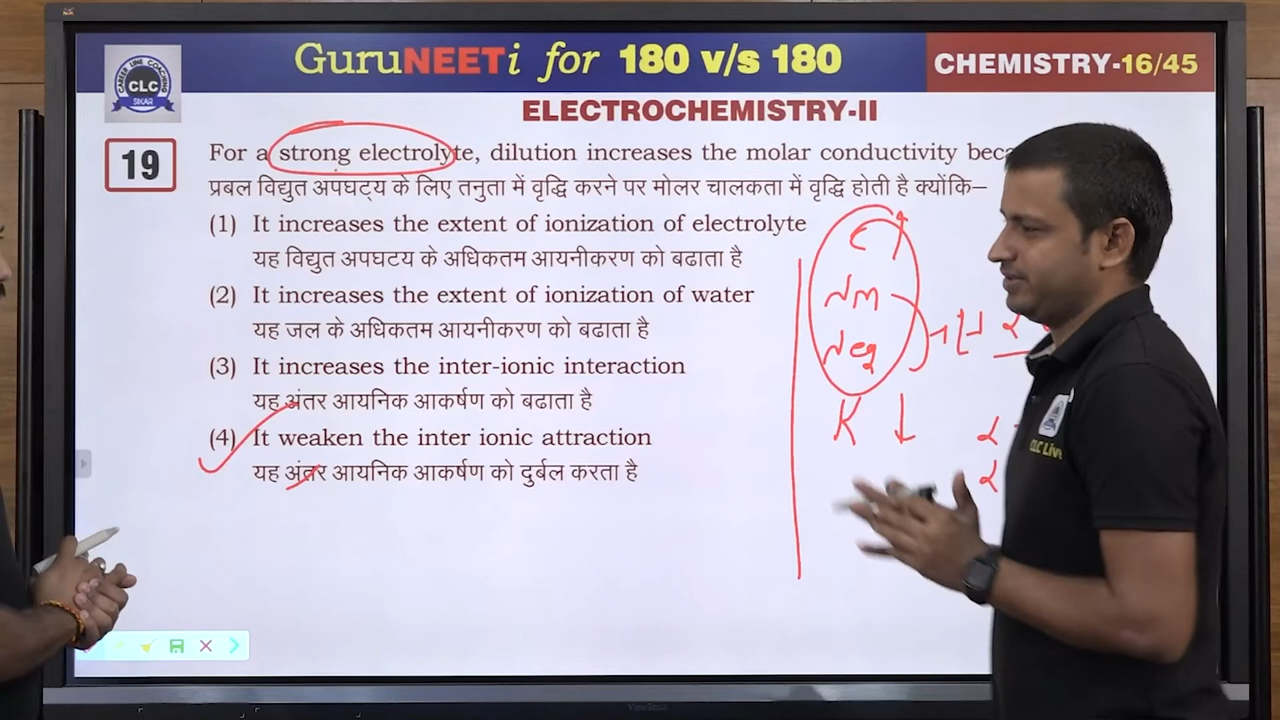 GuruNEETi for 180 v/s 180
CHEMISTRY-16/45
CAREER LINE COACHING
CLC
SIKAR
ELECTROCHEMISTRY-II
19
For a strong electrolyte, dilution increases the molar conductivity beca
प्रबल विद्युत अपघट्य के लिए तनुता में वृद्धि करने पर मोलर चालकता में वृद्धि होती है क्योंकि–
(1) It increases the extent of ionization of electrolyte
यह विद्युत अपघटय के अधिकतम आयनीकरण को बढाता है
(2) It increases the extent of ionization of water
यह जल के अधिकतम आयनीकरण को बढाता है
(3) It increases the inter-ionic interaction
यह अंतर आयनिक आकर्षण को बढाता है
(4) It weaken the inter ionic attraction
यह अंतर आयनिक आकर्षण को दुर्बल करता है
K ↓
α
α
CLC Live
ViewSonic